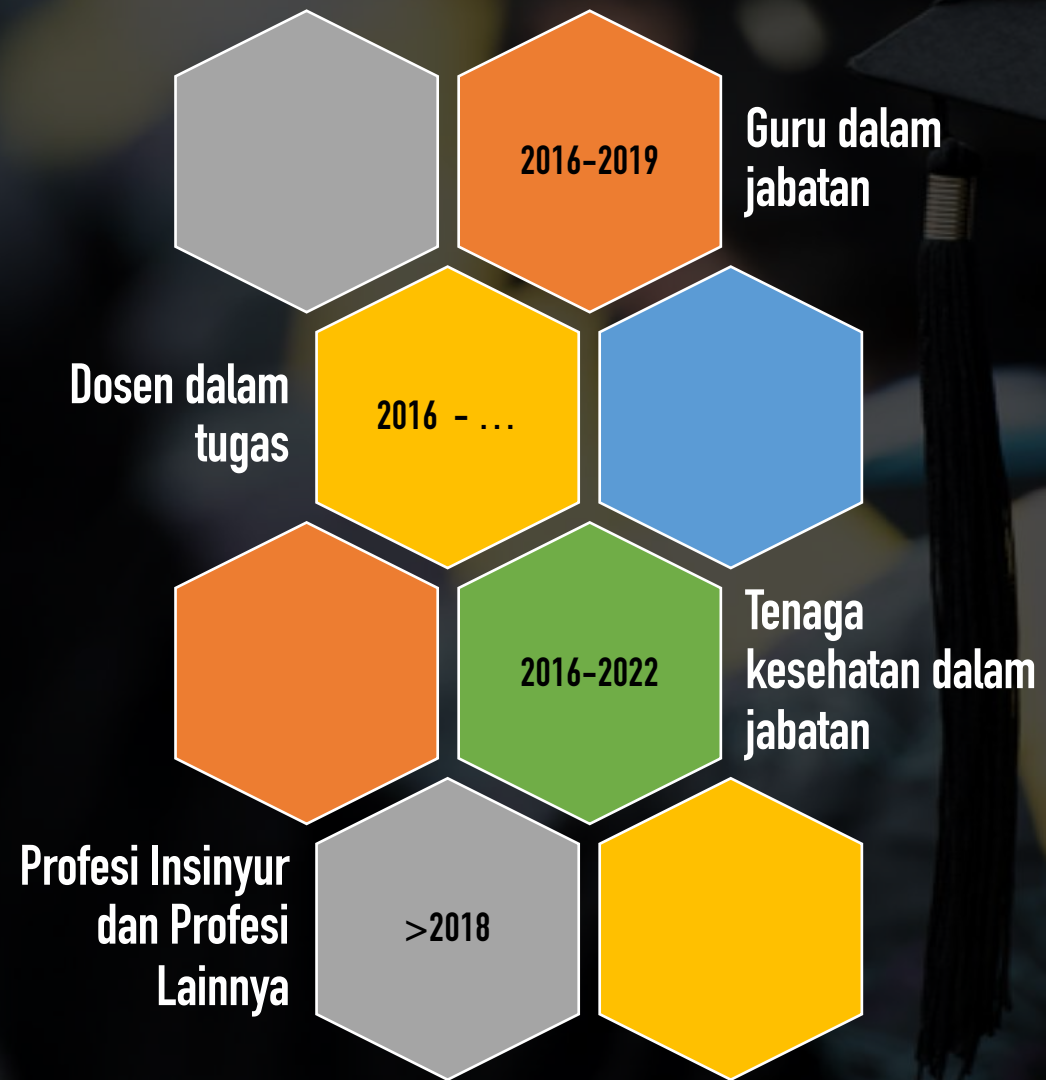 2016-2019
Guru dalam
jabatan
Dosen dalam
tugas
2016 - ...
Tenaga
kesehatan dalam
jabatan
2016-2022
Profesi Insinyur
dan Profesi
Lainnya
>2018